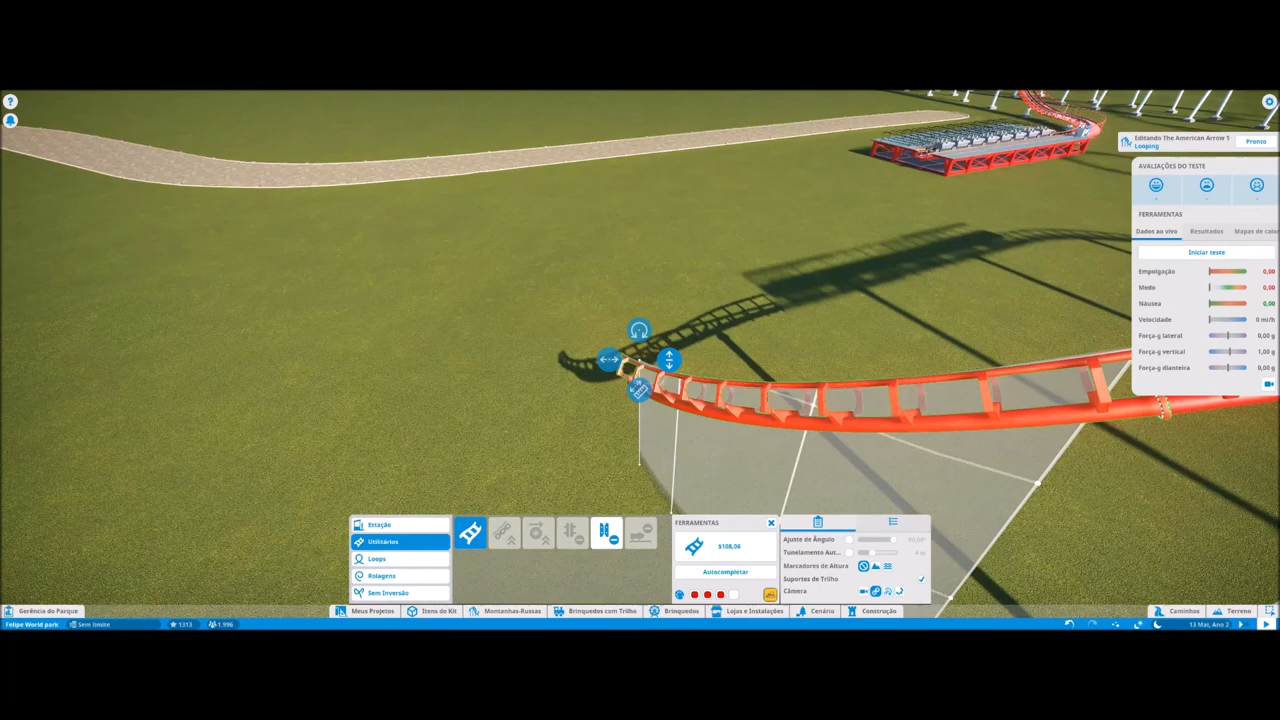 ?
Editando The American Arrow 1
Looping
Pronto
AVALIAÇÕES DO TESTE
- - -
FERRAMENTAS
Dados ao vivo Resultados Mapas de calo
Iniciar teste
Empolgação 0,00
Medo 0,00
Náusea 0,00
Velocidade 0 mi/h
Força-g lateral 0,00 g
Força-g vertical 1,00 g
Força-g dianteira 0,00 g
Estação
Utilitários
Loops
Rolagens
Sem Inversão
FERRAMENTAS
$108,06
Autocompletar
Ajuste de Ângulo
Tunelamento Aut... 4 m
Marcadores de Altura
Suportes de Trilho
Câmera
Gerência do Parque
Meus Projetos
Itens do Kit
Montanhas-Russas
Brinquedos com Trilho
Brinquedos
Lojas e Instalações
Cenário
Construção
Caminhos
Terreno
Felipe World park
Sem limite
1313
1.996
13 Mai, Ano 2